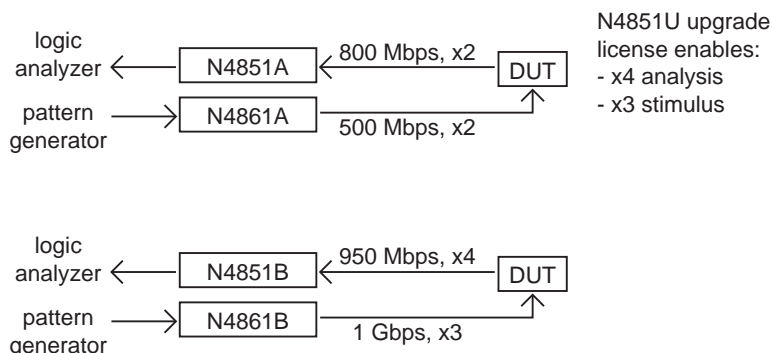 logic
analyzer
N4851A
800 Mbps, x2
DUT
pattern
generator
N4861A
500 Mbps, x2
N4851U upgrade
license enables:
- x4 analysis
- x3 stimulus
logic
analyzer
N4851B
950 Mbps, x4
DUT
pattern
generator
N4861B
1 Gbps, x3